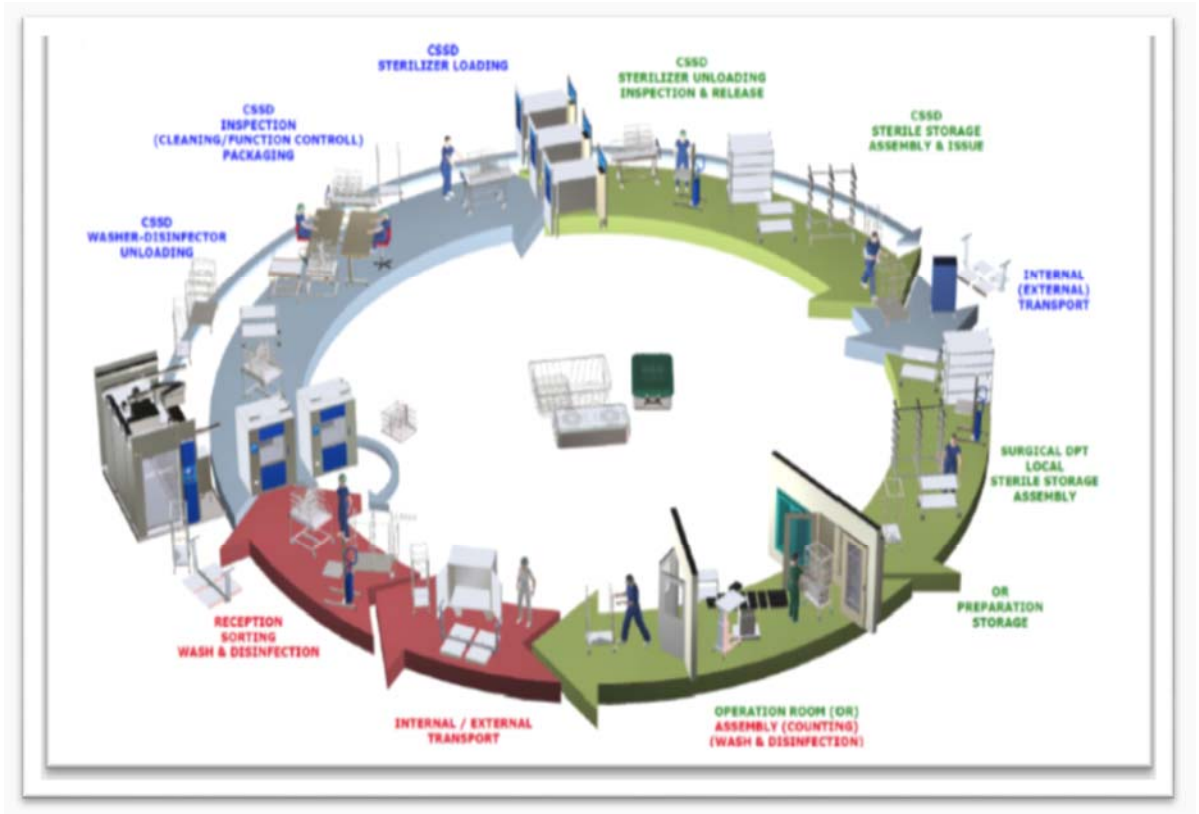 CSSD
STERILIZER LOADING
CSSD
STERILIZER UNLOADING
INSPECTION & RELEASE
CSSD
INSPECTION
(CLEANING/FUNCTION CONTROLL)
PACKAGING
CSSD
STERILE STORAGE
ASSEMBLY & ISSUE
CSSD
WASHER-DISINFECTOR
UNLOADING
INTERNAL
(EXTERNAL)
TRANSPORT
SURGICAL DPT
LOCAL
STERILE STORAGE
ASSEMBLY
OR
PREPARATION
STORAGE
RECEPTION
SORTING
WASH & DISINFECTION
INTERNAL / EXTERNAL
TRANSPORT
OPERATION ROOM (OR)
ASSEMBLY (COUNTING)
(WASH & DISINFECTION)